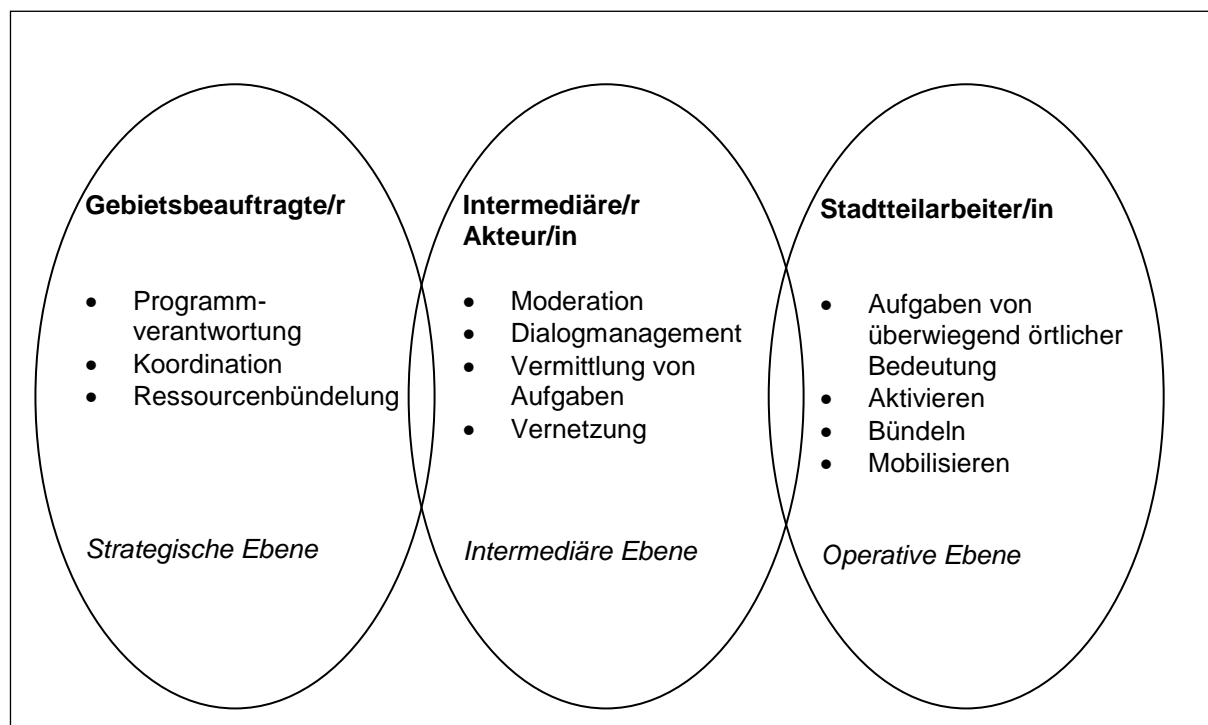 Gebietsbeauftragte/r
• Programm-
verantwortung
• Koordination
• Ressourcenbündelung
Strategische Ebene
Intermediäre/r
Akteur/in
• Moderation
• Dialogmanagement
• Vermittlung von
Aufgaben
• Vernetzung
Intermediäre Ebene
Stadtteilarbeiter/in
• Aufgaben von
überwiegend örtlicher
Bedeutung
• Aktivieren
• Bündeln
• Mobilisieren
Operative Ebene